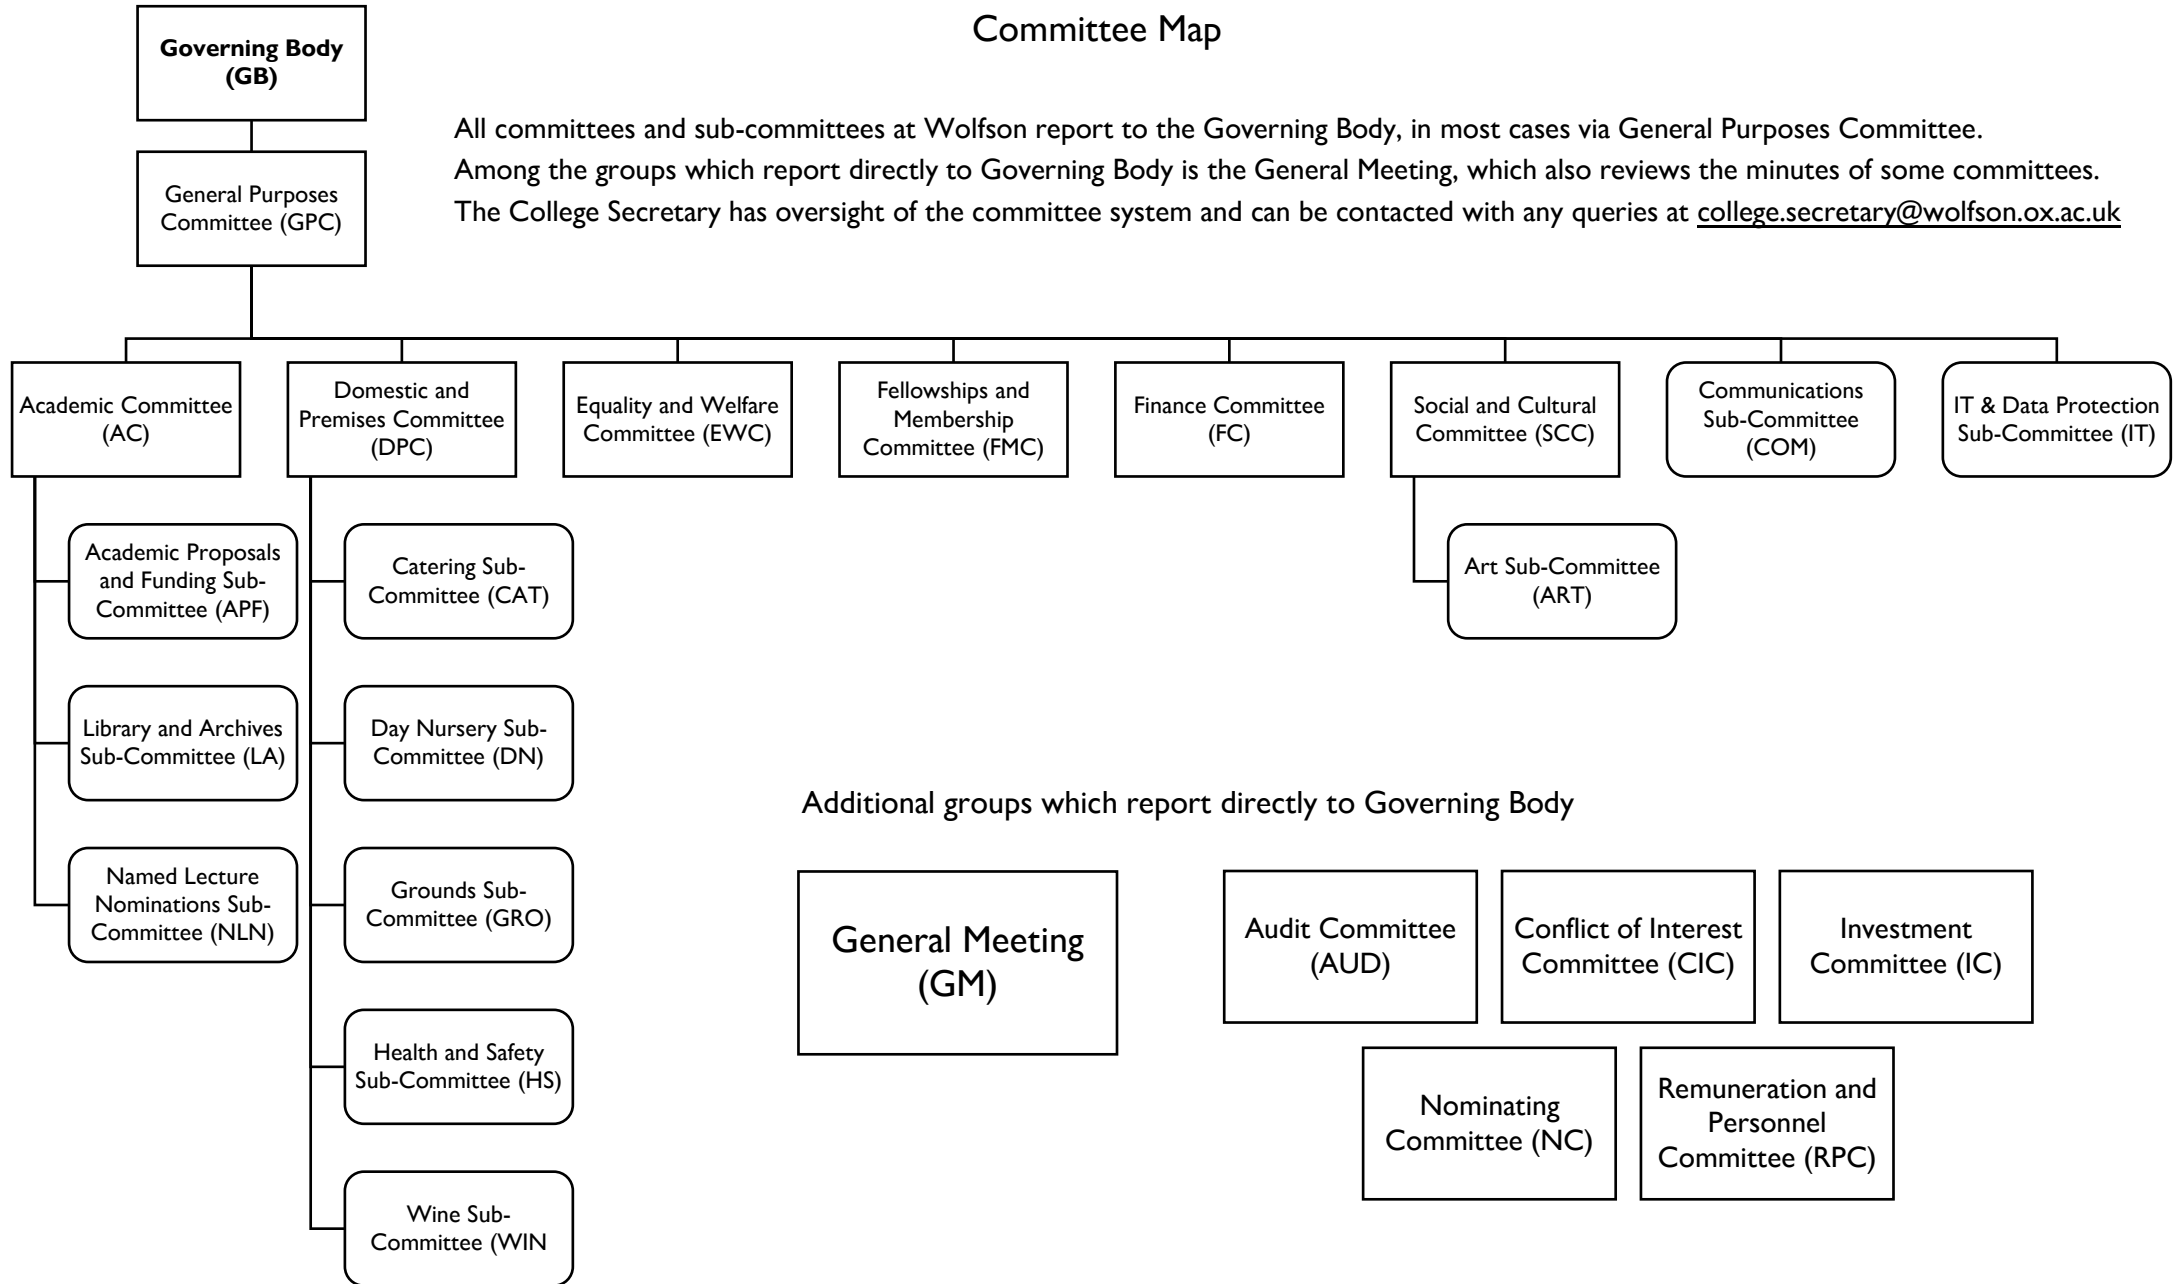 Committee Map
Governing Body
(GB)
All committees and sub-committees at Wolfson report to the Governing Body, in most cases via General Purposes Committee.
Among the groups which report directly to Governing Body is the General Meeting, which also reviews the minutes of some committees.
The College Secretary has oversight of the committee system and can be contacted with any queries at college.secretary@wolfson.ox.ac.uk
General Purposes
Committee (GPC)
Academic Committee
(AC)
Domestic and
Premises Committee
(DPC)
Equality and Welfare
Committee (EWC)
Fellowships and
Membership
Committee (FMC)
Finance Committee
(FC)
Social and Cultural
Committee (SCC)
Communications
Sub-Committee
(COM)
IT & Data Protection
Sub-Committee (IT)
Academic Proposals
and Funding Sub-
Committee (APF)
Library and Archives
Sub-Committee (LA)
Named Lecture
Nominations Sub-
Committee (NLN)
Catering Sub-
Committee (CAT)
Day Nursery Sub-
Committee (DN)
Grounds Sub-
Committee (GRO)
Health and Safety
Sub-Committee (HS)
Wine Sub-
Committee (WIN
Art Sub-Committee
(ART)
Additional groups which report directly to Governing Body
General Meeting
(GM)
Audit Committee
(AUD)
Conflict of Interest
Committee (CIC)
Investment
Committee (IC)
Nominating
Committee (NC)
Remuneration and
Personnel
Committee (RPC)